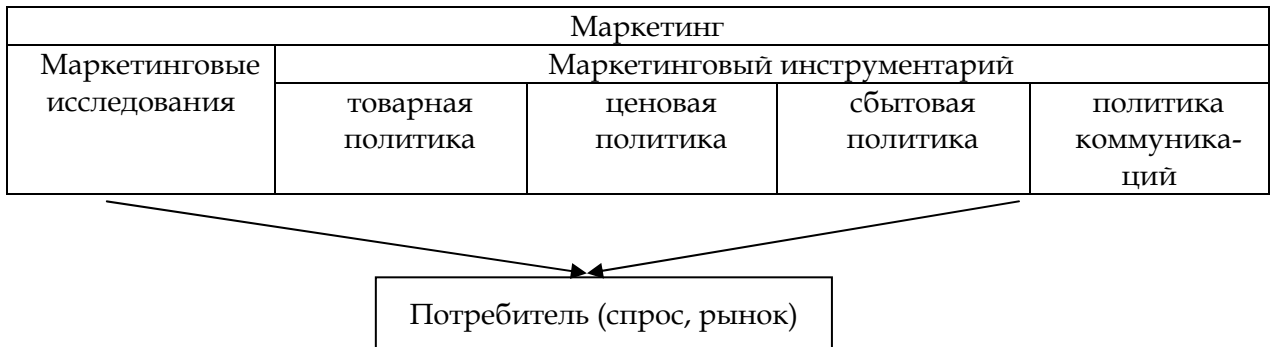 Маркетинг
Маркетинговые
исследования
Маркетинговый инструментарий
товарная
политика
ценовая
политика
сбытовая
политика
политика
коммуника-
ций
Потребитель (спрос, рынок)